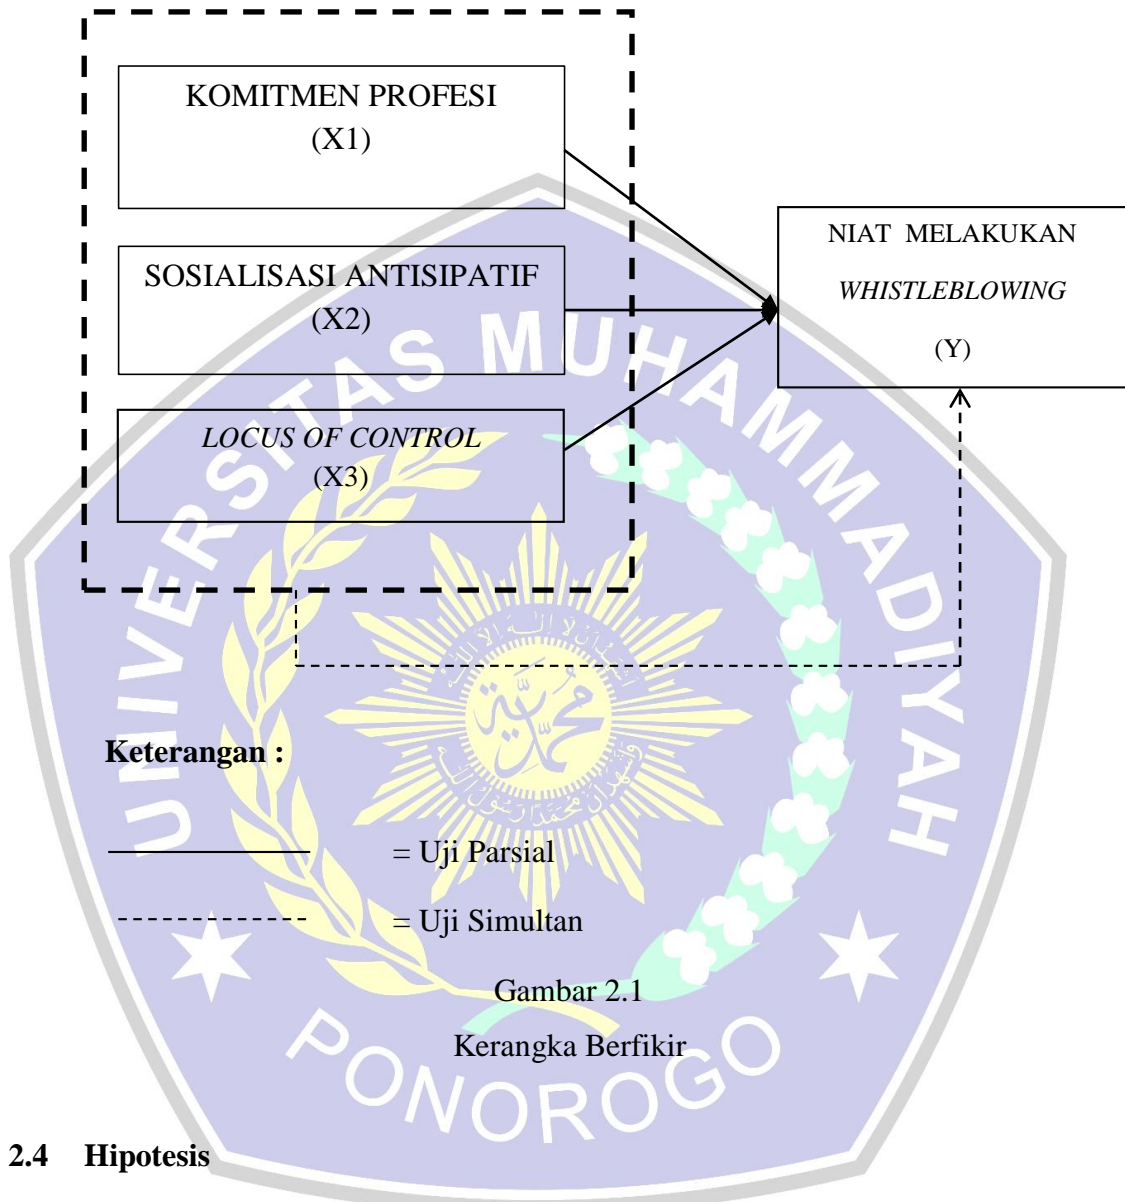 KOMITMEN PROFESI
(X1)
SOSIALISASI ANTISIPATIF
(X2)
LOCUS OF CONTROL
(X3)
NIAT MELAKUKAN
WHISTLEBLOWING
(Y)
UNIVERSITAS MUHAMMADIYAH
PONOROGO
Keterangan :
= Uji Parsial
= Uji Simultan
Gambar 2.1
Kerangka Berfikir
2.4 Hipotesis